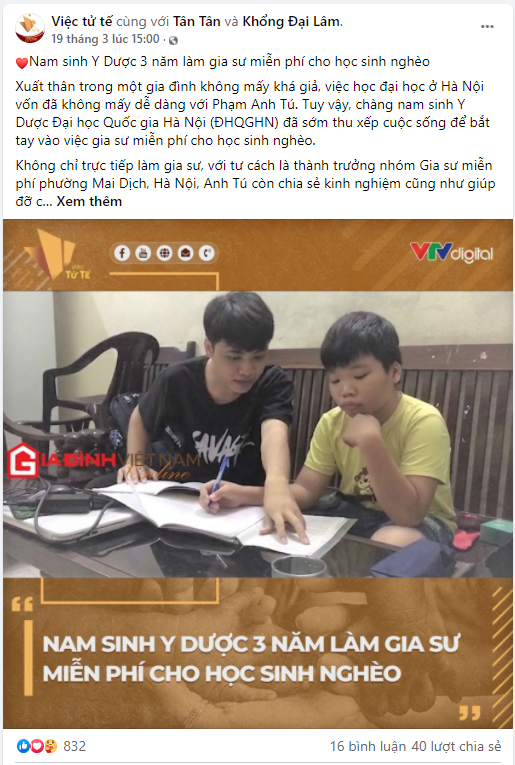 Việc tử tế cùng với Tân Tân và Khổng Đại Lâm.
19 tháng 3 lúc 15:00 ·
Nam sinh Y Dược 3 năm làm gia sư miễn phí cho học sinh nghèo
Xuất thân trong một gia đình không mấy khá giả, việc học đại học ở Hà Nội
vốn đã không mấy dễ dàng với Phạm Anh Tú. Tuy vậy, chàng nam sinh Y
Dược Đại học Quốc gia Hà Nội (ĐHQGHN) đã sớm thu xếp cuộc sống để bắt
tay vào việc gia sư miễn phí cho học sinh nghèo.
Không chỉ trực tiếp làm gia sư, với tư cách là thành trưởng nhóm Gia sư miễn
phí phường Mai Dịch, Hà Nội, Anh Tú còn chia sẻ kinh nghiệm cũng như giúp
đỡ c... Xem thêm
VIỆC
TỬ TẾ
VTVdigital
GIA ĐÌNH VIETNAM
online
NAM SINH Y DƯỢC 3 NĂM LÀM GIA SƯ
MIỄN PHÍ CHO HỌC SINH NGHÈO
832
16 bình luận 40 lượt chia sẻ